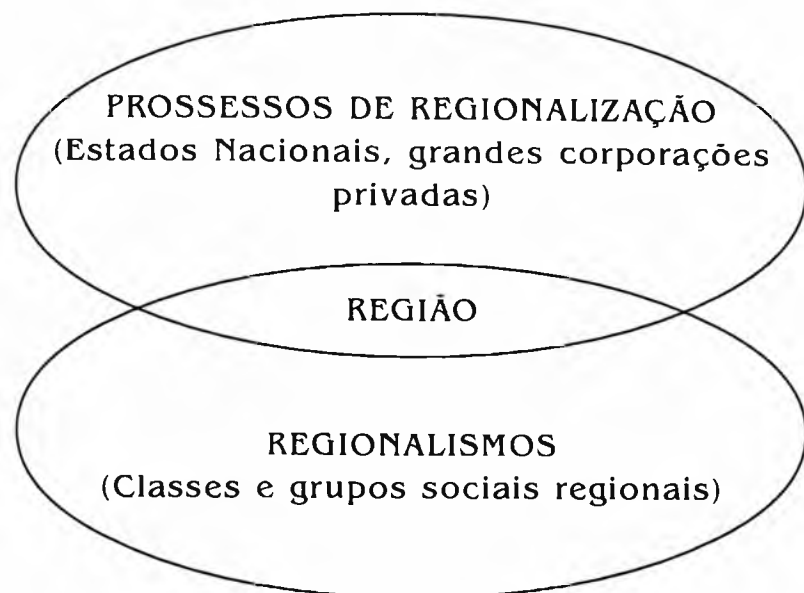 PROSSESSOS DE REGIONALIZAÇÃO
(Estados Nacionais, grandes corporações
privadas)
REGIÃO
REGIONALISMOS
(Classes e grupos sociais regionais)